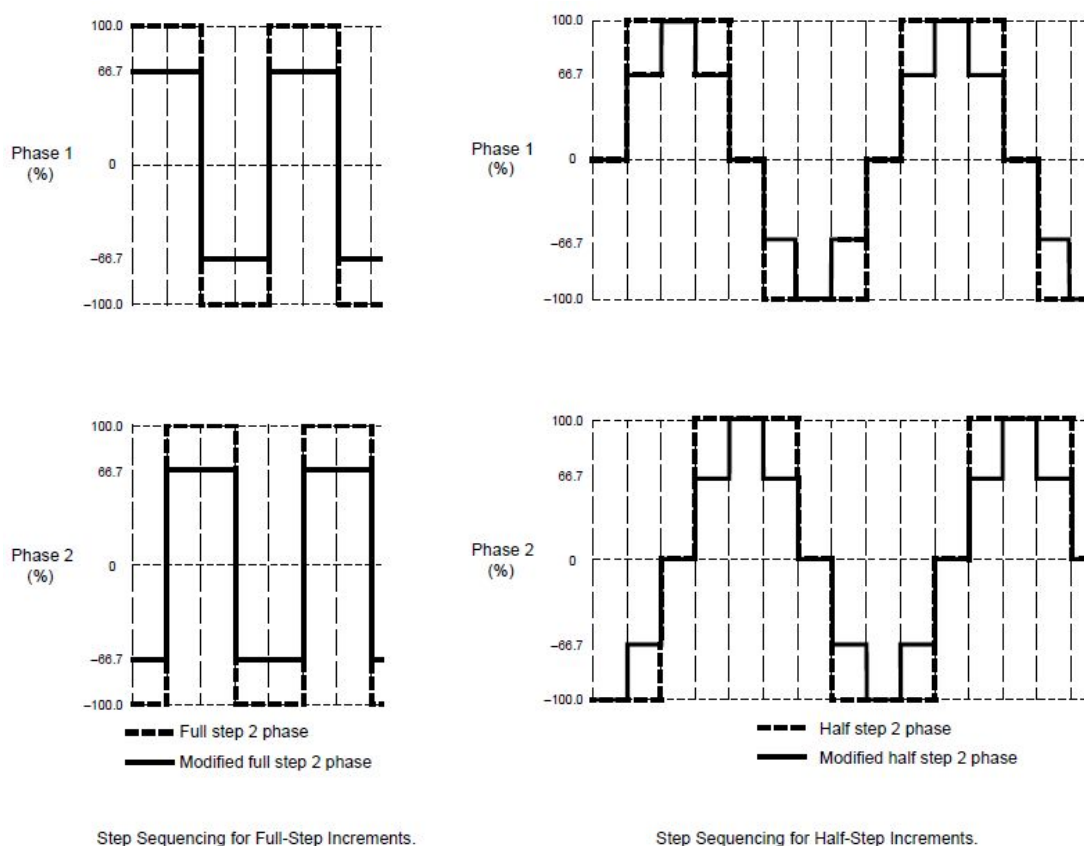 100.0
66.7
Phase 1
(%)
0
–66.7
–100.0
100.0
66.7
Phase 1
(%)
0
–66.7
–100.0
100.0
66.7
Phase 2
(%)
0
–66.7
–100.0
Full step 2 phase
Modified full step 2 phase
100.0
66.7
Phase 2
(%)
0
–66.7
–100.0
Half step 2 phase
Modified half step 2 phase
Step Sequencing for Full-Step Increments.
Step Sequencing for Half-Step Increments.